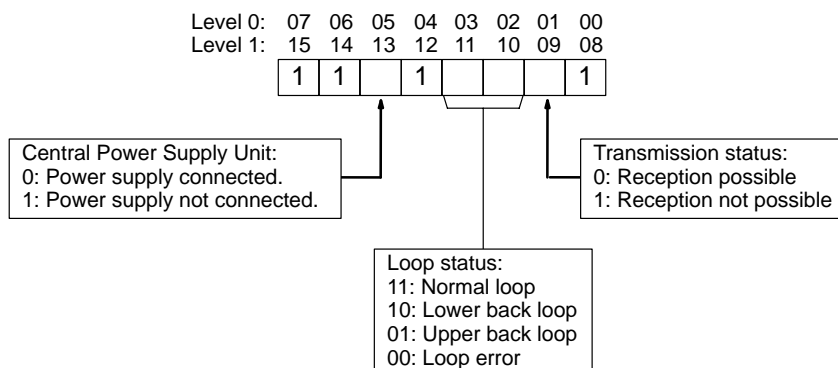 Level 0: 07 06 05 04 03 02 01 00
Level 1: 15 14 13 12 11 10 09 08
1 1 1 1
Central Power Supply Unit:
0: Power supply connected.
1: Power supply not connected.
Transmission status:
0: Reception possible
1: Reception not possible
Loop status:
11: Normal loop
10: Lower back loop
01: Upper back loop
00: Loop error